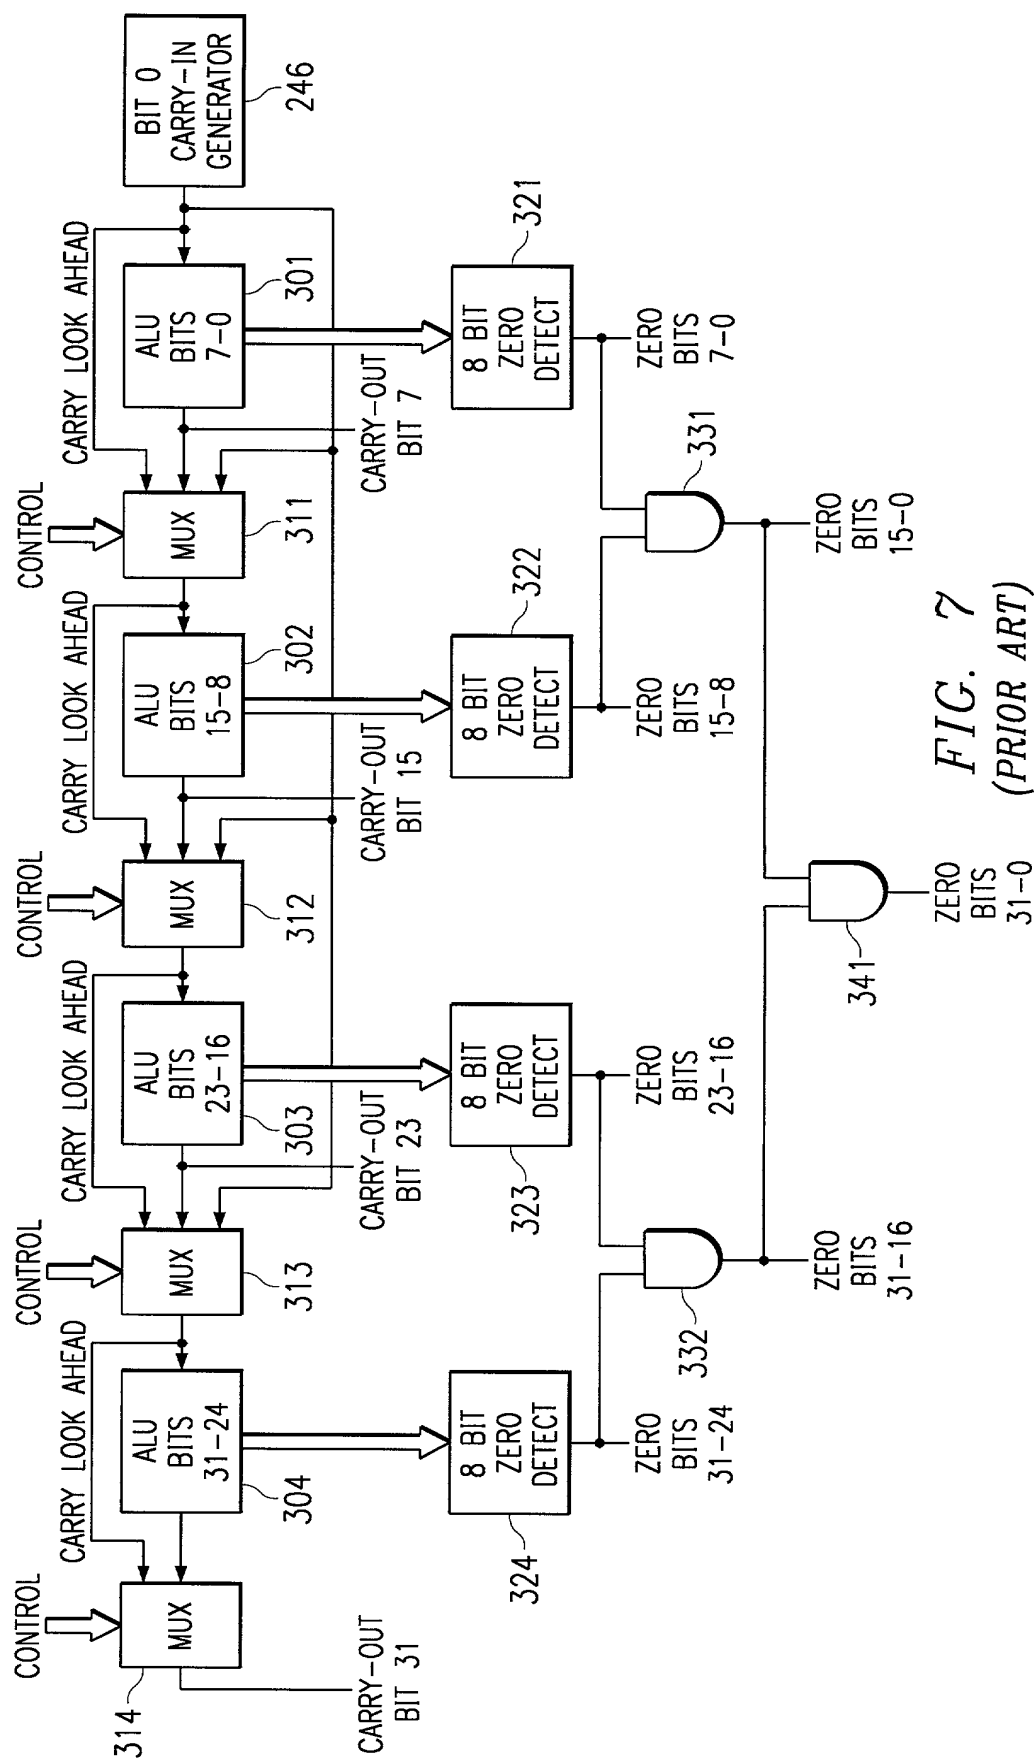 CONTROL
CONTROL
CONTROL
CONTROL
CARRY LOOK AHEAD
CARRY LOOK AHEAD
CARRY LOOK AHEAD
CARRY LOOK AHEAD
314
MUX
ALU
BITS
31-24
304
MUX
313
ALU
BITS
23-16
303
MUX
312
ALU
BITS
15-8
302
MUX
311
ALU
BITS
7-0
301
BIT 0
CARRY-IN
GENERATOR
246
CARRY-OUT
BIT 31
CARRY-OUT
BIT 23
CARRY-OUT
BIT 15
CARRY-OUT
BIT 7
324
8 BIT
ZERO
DETECT
323
8 BIT
ZERO
DETECT
322
8 BIT
ZERO
DETECT
321
8 BIT
ZERO
DETECT
ZERO
BITS
31-24
ZERO
BITS
23-16
ZERO
BITS
15-8
ZERO
BITS
7-0
332
331
ZERO
BITS
31-16
ZERO
BITS
15-0
341
ZERO
BITS
31-0
FIG. 7
(PRIOR ART)